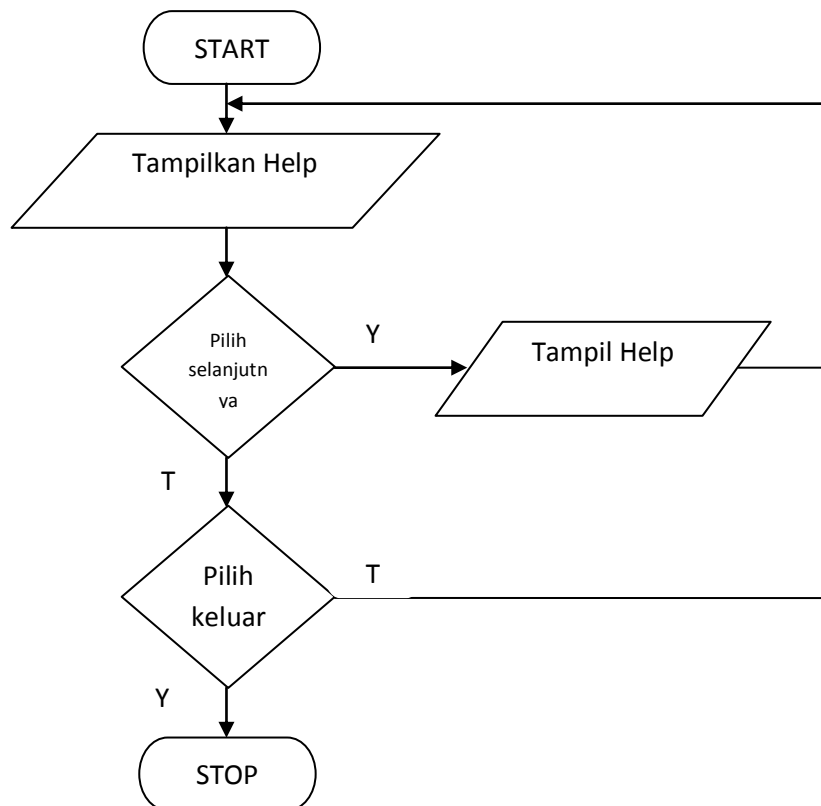 START
Tampilkan Help
Pilih
selanjutn
va
Y
Tampil Help
T
Pilih
keluar
T
Y
STOP